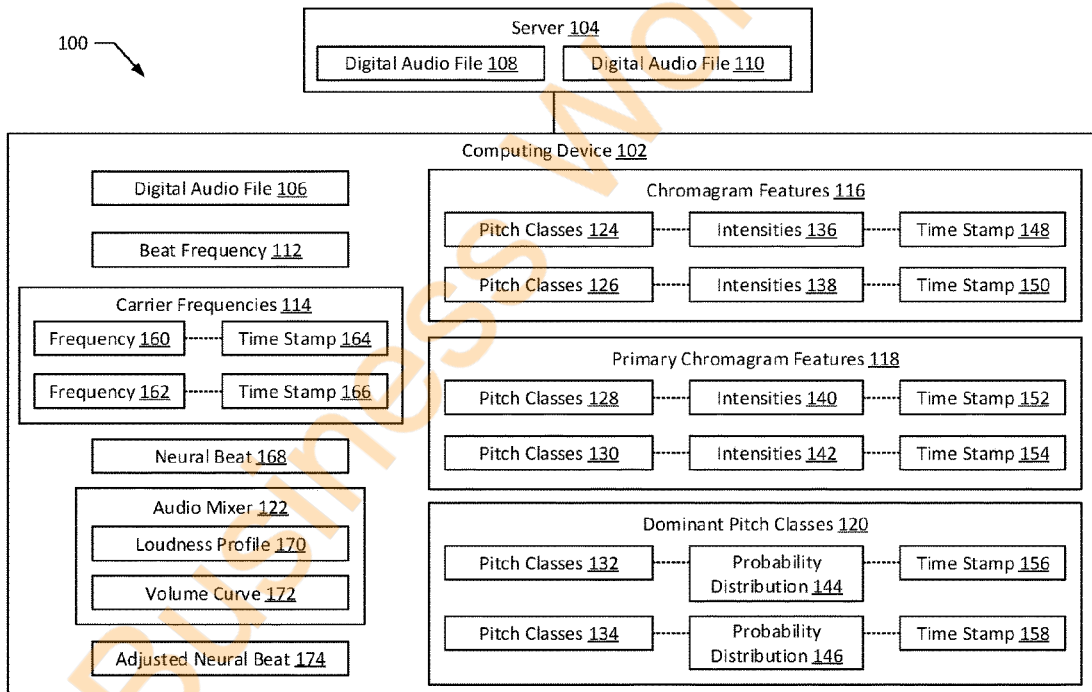 100
Server 104
Digital Audio File 108
Digital Audio File 110
Computing Device 102
Digital Audio File 106
Beat Frequency 112
Carrier Frequencies 114
Frequency 160
Time Stamp 164
Frequency 162
Time Stamp 166
Neural Beat 168
Audio Mixer 122
Loudness Profile 170
Volume Curve 172
Adjusted Neural Beat 174
Chromagram Features 116
Pitch Classes 124
Intensities 136
Time Stamp 148
Pitch Classes 126
Intensities 138
Time Stamp 150
Primary Chromagram Features 118
Pitch Classes 128
Intensities 140
Time Stamp 152
Pitch Classes 130
Intensities 142
Time Stamp 154
Dominant Pitch Classes 120
Pitch Classes 132
Probability
Distribution 144
Time Stamp 156
Pitch Classes 134
Probability
Distribution 146
Time Stamp 158
Business Wor